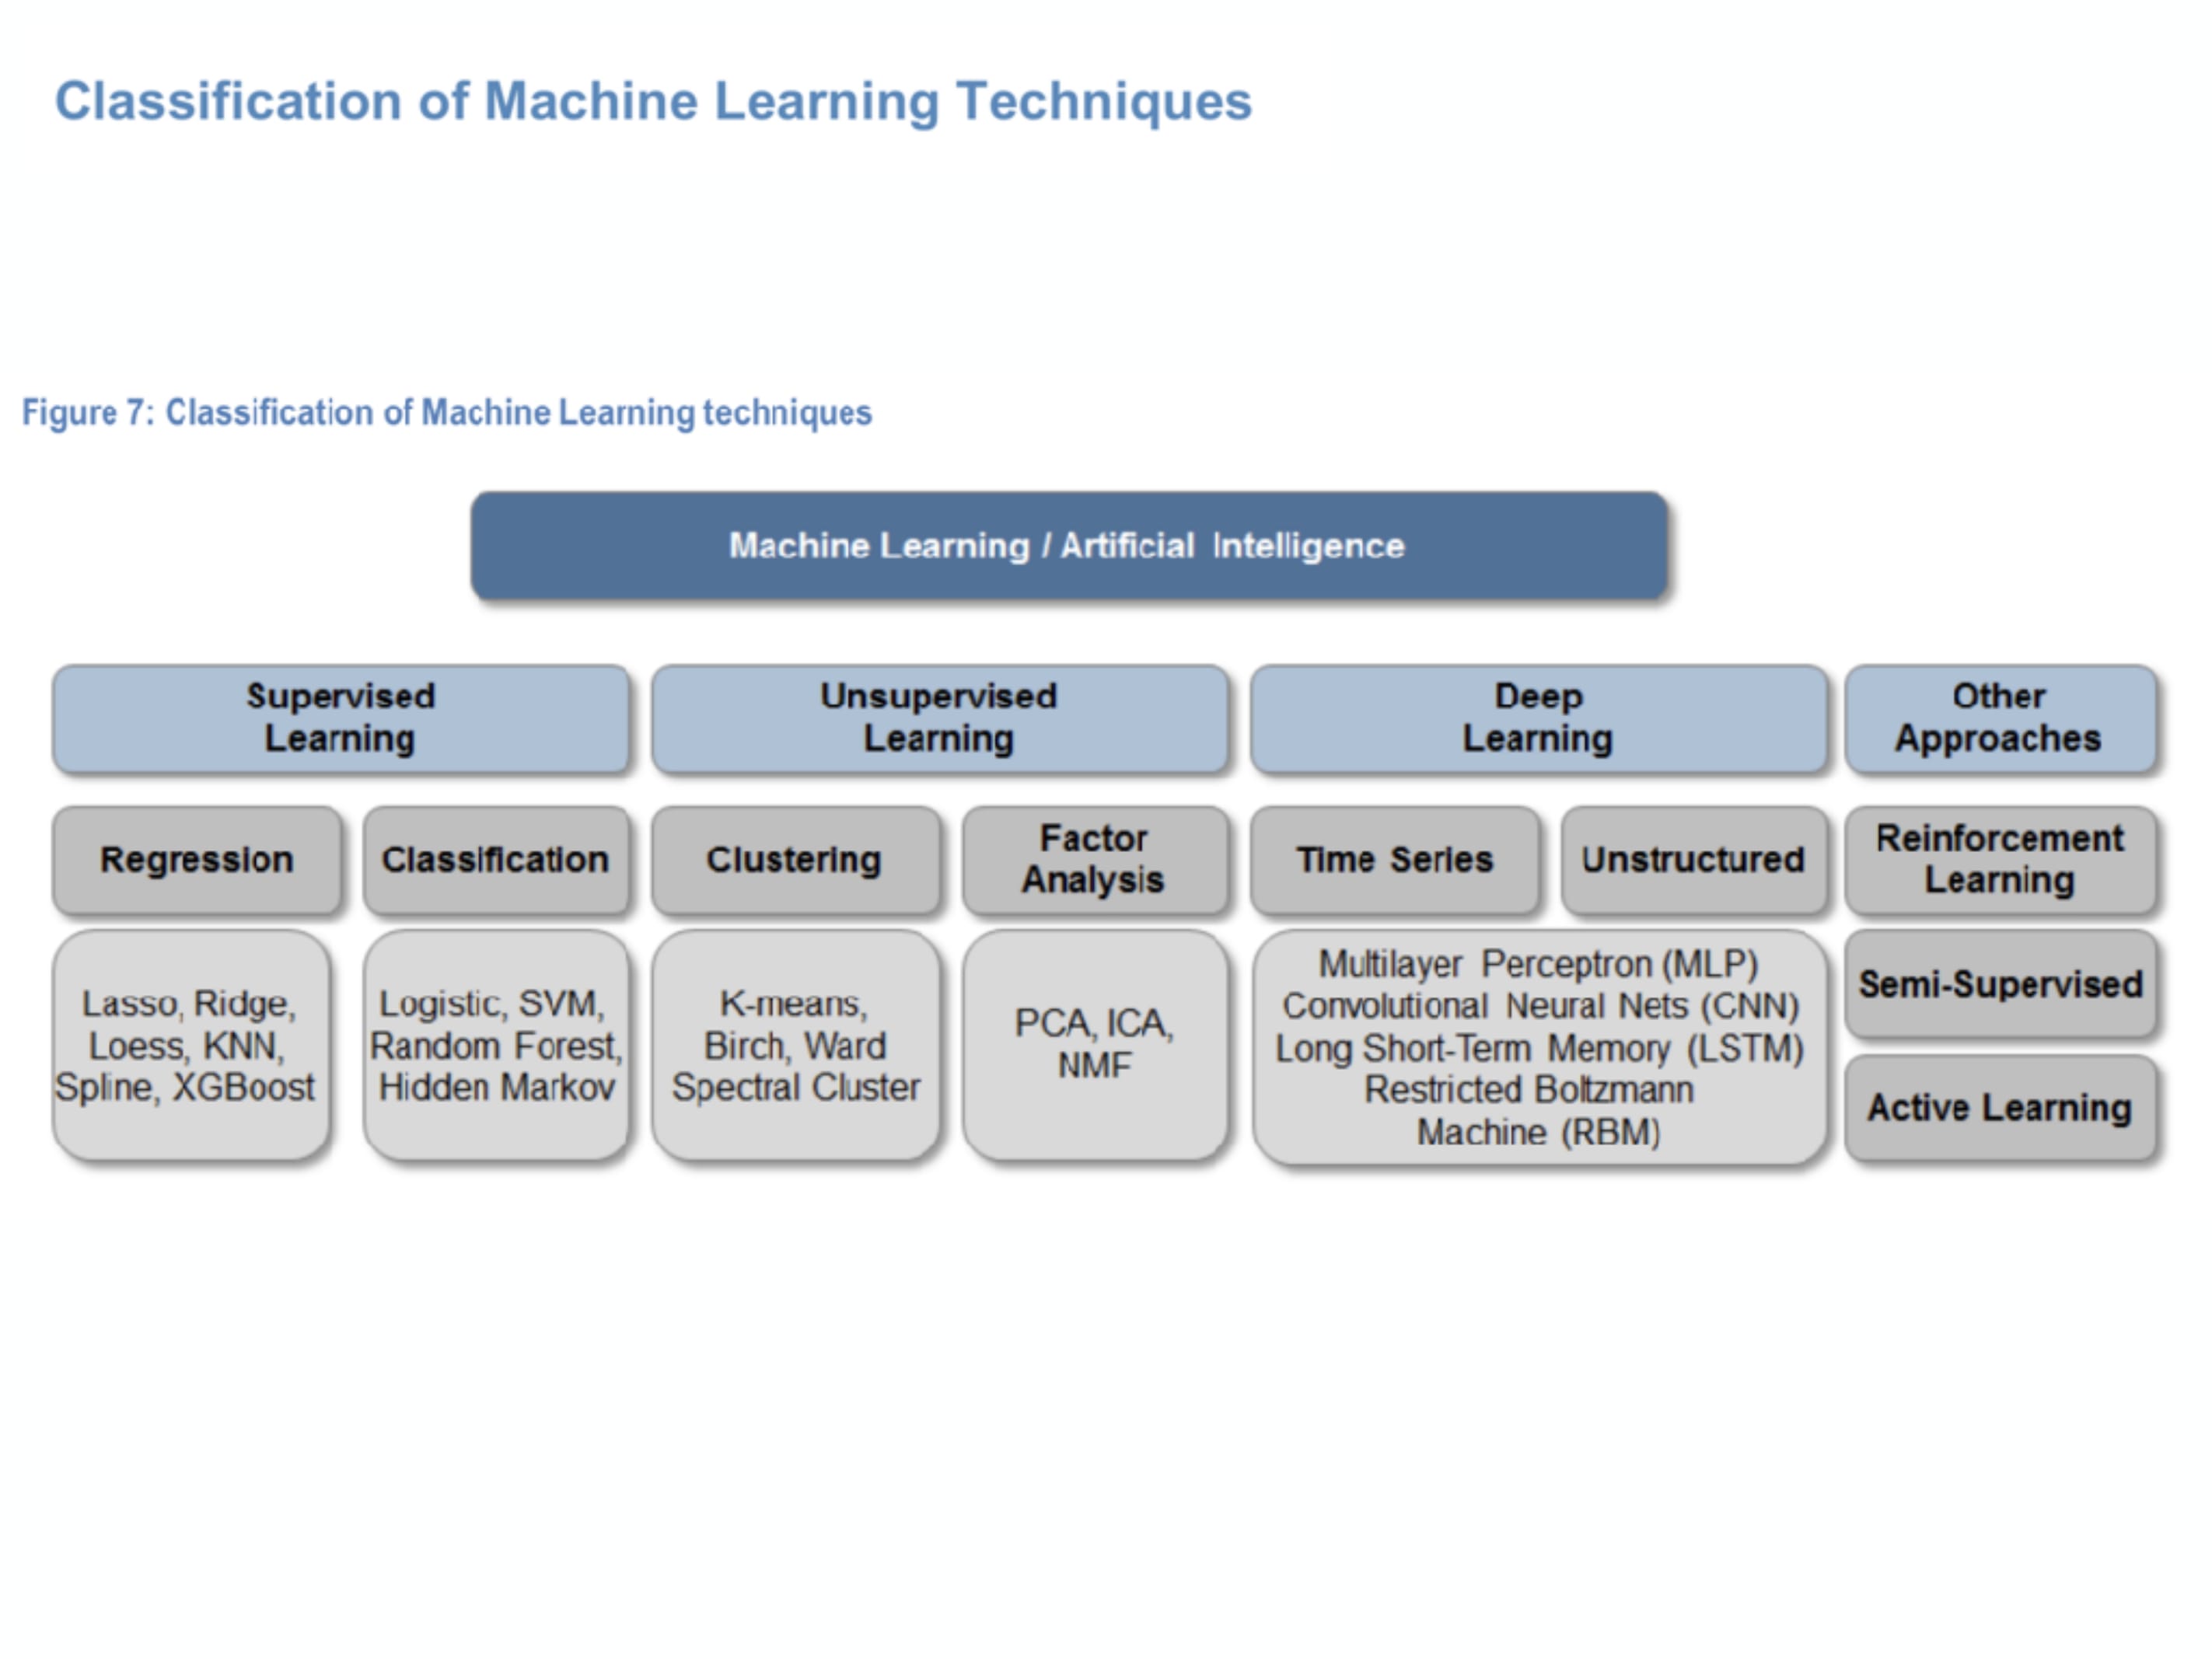 Classification of Machine Learning Techniques
Figure 7: Classification of Machine Learning techniques
Machine Learning / Artificial Intelligence
Supervised
Learning
Unsupervised
Learning
Deep
Learning
Other
Approaches
Regression
Classification
Clustering
Factor
Analysis
Time Series
Unstructured
Reinforcement
Learning
Lasso, Ridge,
Loess, KNN,
Spline, XGBoost
Logistic, SVM,
Random Forest,
Hidden Markov
K-means,
Birch, Ward
Spectral Cluster
PCA, ICA,
NMF
Multilayer Perceptron (MLP)
Convolutional Neural Nets (CNN)
Long Short-Term Memory (LSTM)
Restricted Boltzmann
Machine (RBM)
Semi-Supervised
Active Learning